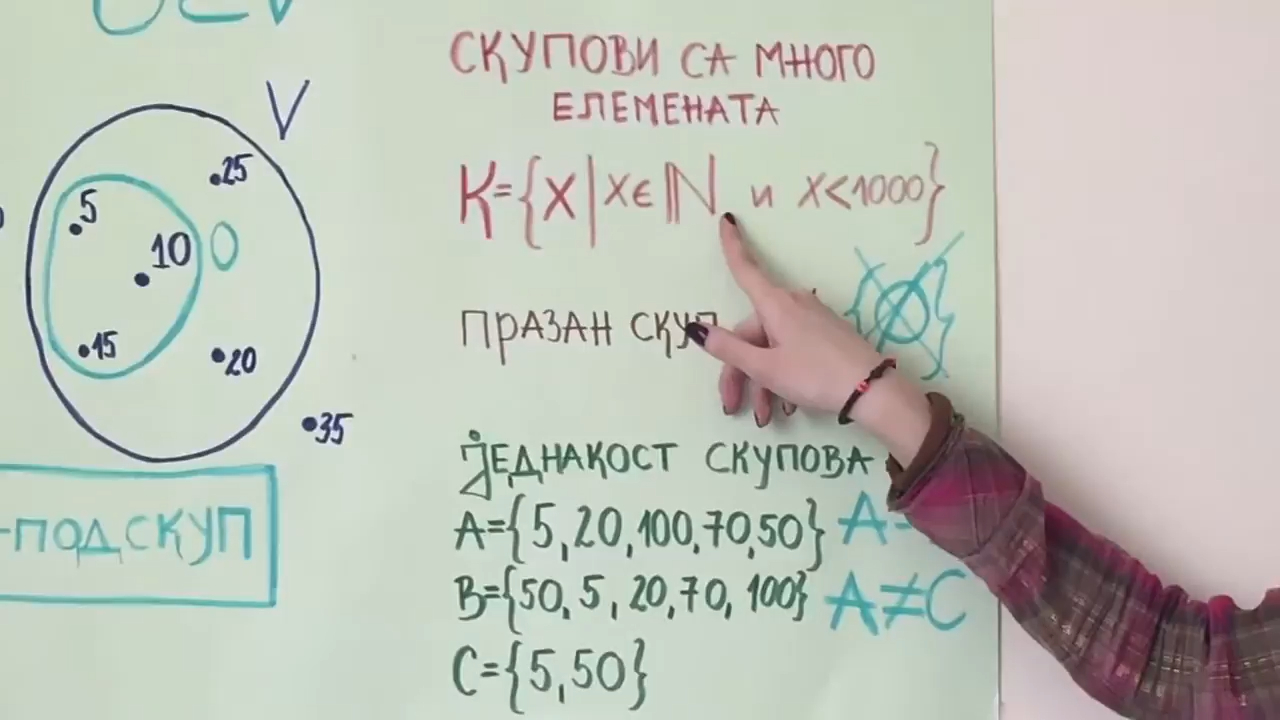 V
25
5
10
О
15
20
35
-ПОДСКУП
СКУПОВИ СА МНОГО
ЕЛЕМЕНАТА
K={X|X∈ℕ и X<1000}
ПРАЗАН СКУП
ЈЕДНАКОСТ СКУПОВА
A={5,20,100,70,50} A=
B={50,5,20,70,100} A≠C
C={5,50}